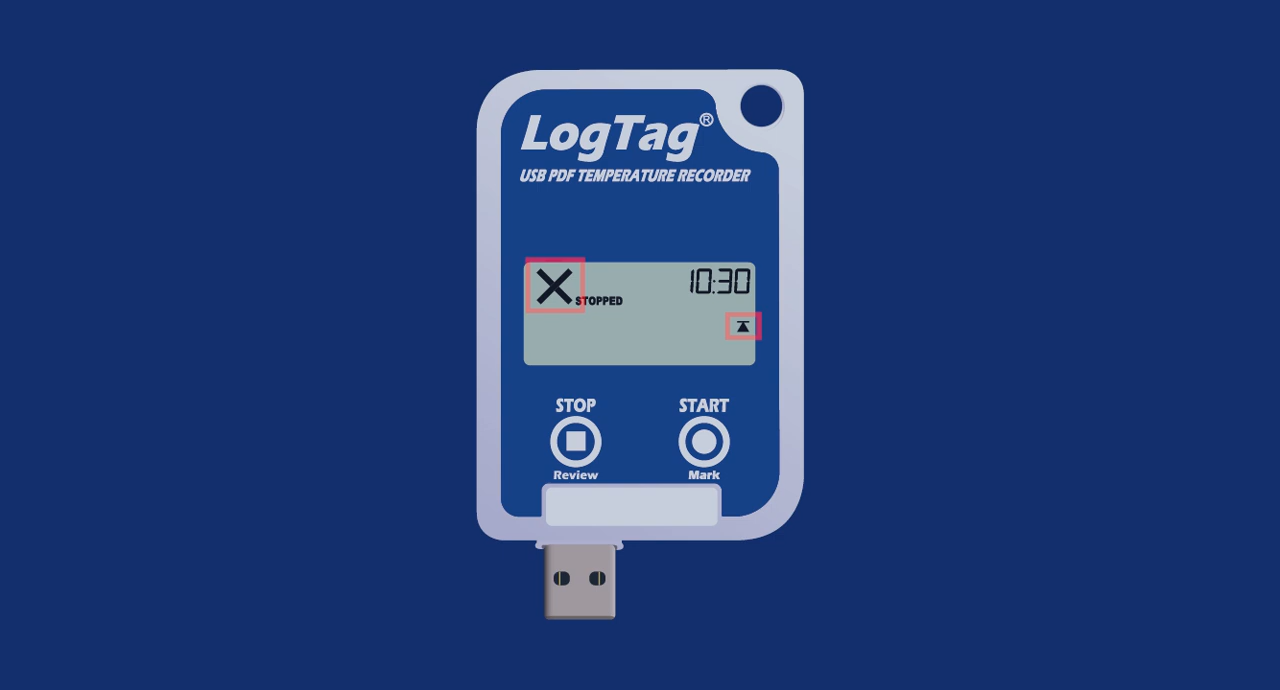 LogTag®
USB PDF TEMPERATURE RECORDER
10:30
STOPPED
STOP START
Review Mark